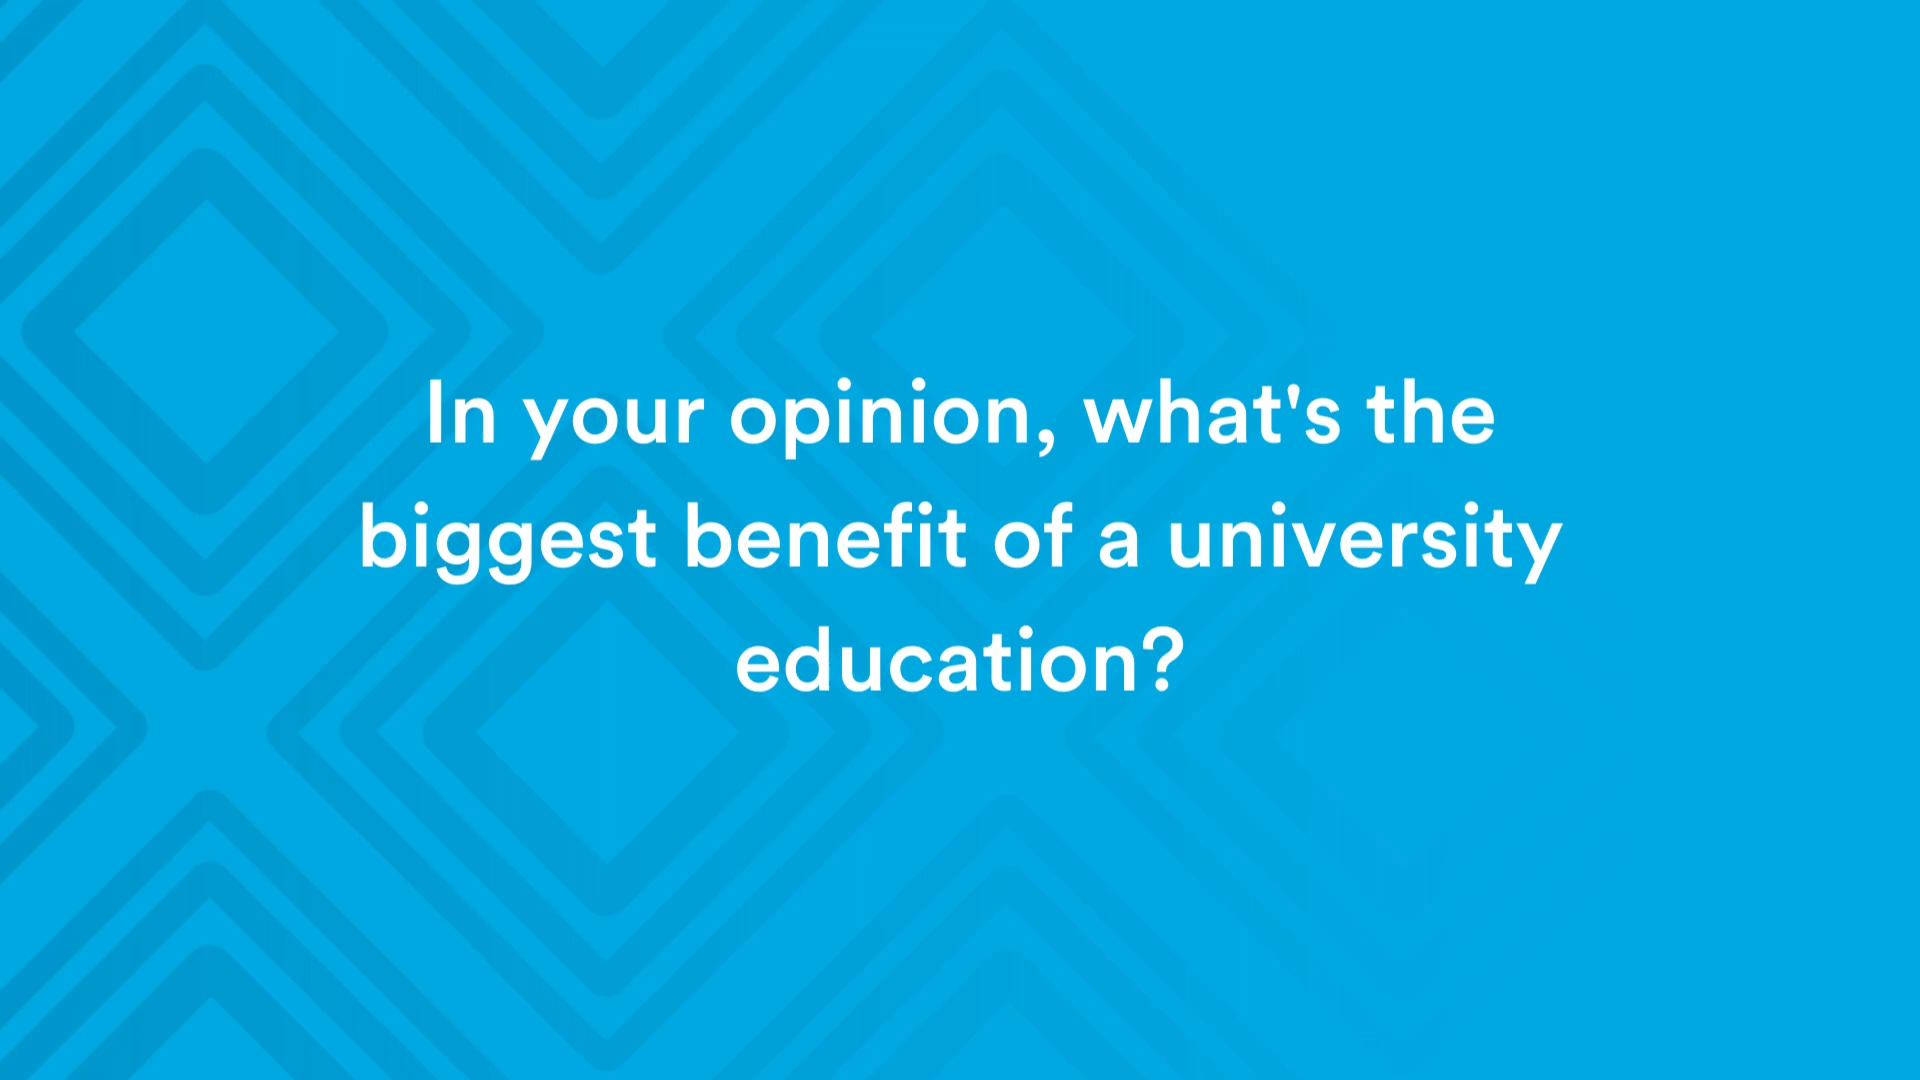 In your opinion, what's the
biggest benefit of a university
education?